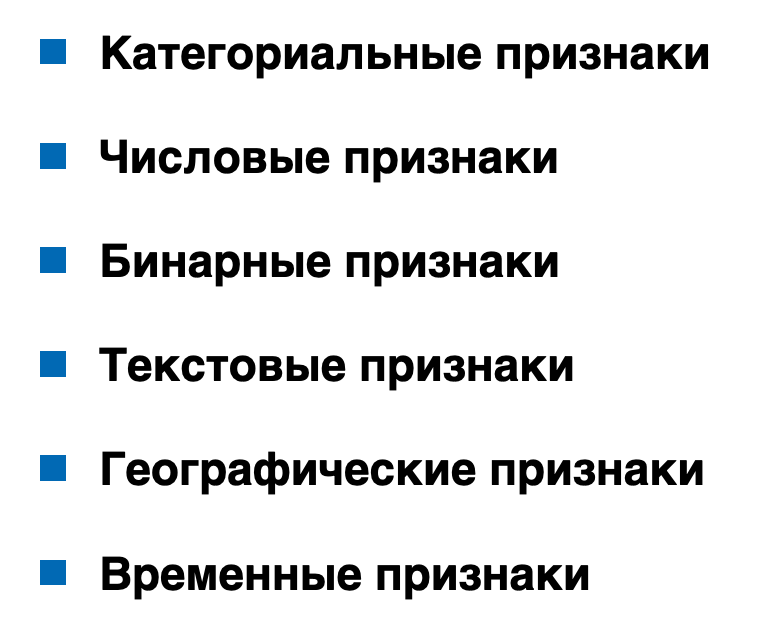 Категориальные признаки
Числовые признаки
Бинарные признаки
Текстовые признаки
Географические признаки
Временные признаки